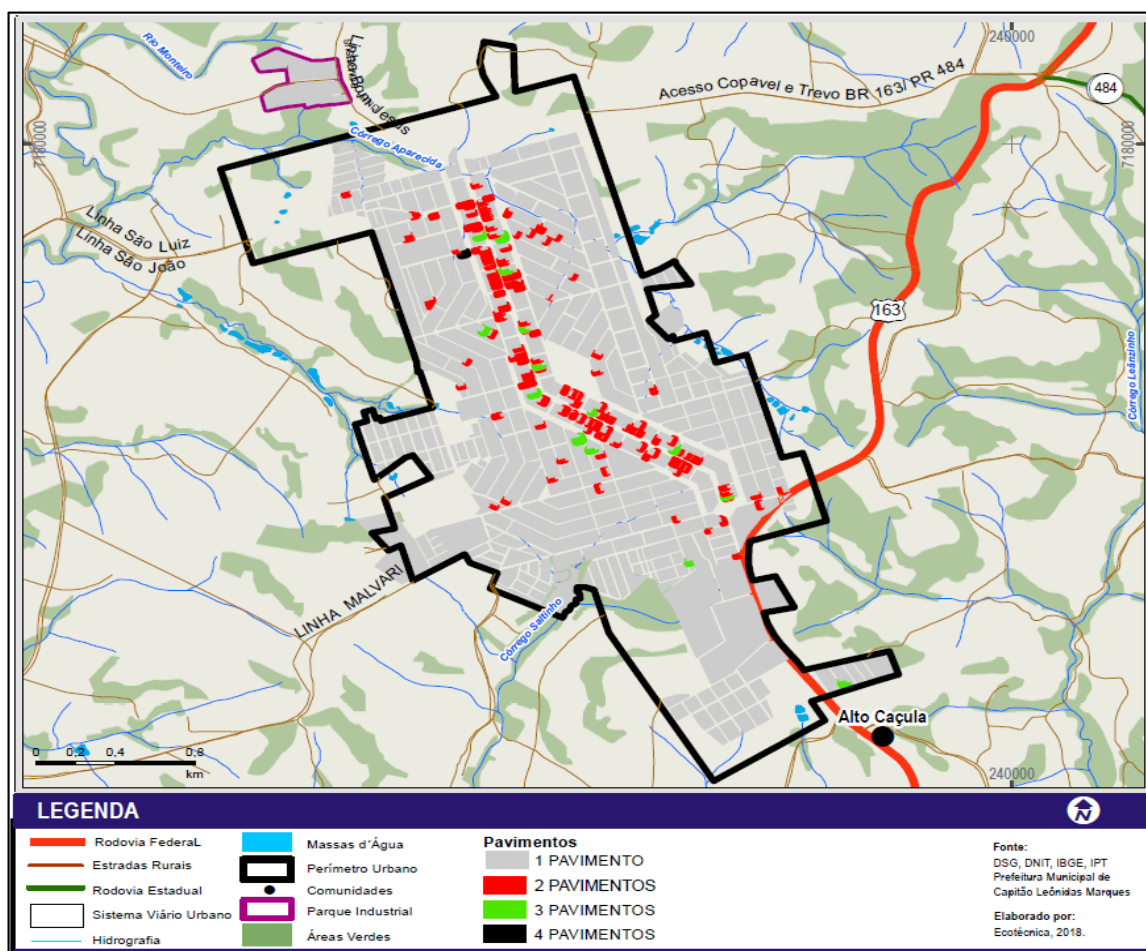 240000
Rio Monteiro
Linha Bom Jesus
Acesso Copavel e Trevo BR 163/ PR 484
484
7180000
7180000
Córrego Aparecida
Linha São Luiz
Linha São João
163
Córrego Leãnzinho
LINHA MALVARI
Córrego Saltinho
Alto Caçula
0 0,2 0,4 0,8
km
240000
LEGENDA
N
Rodovia FederaL
Estradas Rurais
Rodovia Estadual
Sistema Viário Urbano
Hidrografia
Massas d´Água
Perímetro Urbano
Comunidades
Parque Industrial
Áreas Verdes
Pavimentos
1 PAVIMENTO
2 PAVIMENTOS
3 PAVIMENTOS
4 PAVIMENTOS
Fonte:
DSG, DNIT, IBGE, IPT
Prefeitura Municipal de
Capitão Leônidas Marques
Elaborado por:
Ecotécnica, 2018.